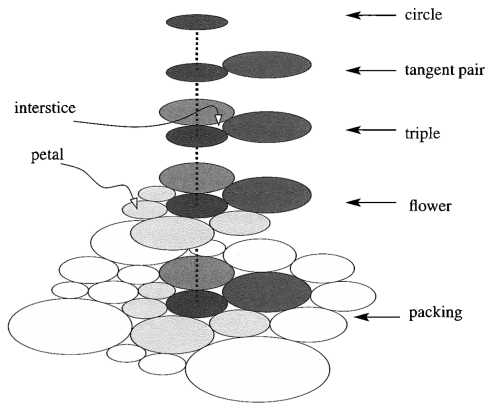 circle
tangent pair
interstice
triple
petal
flower
packing